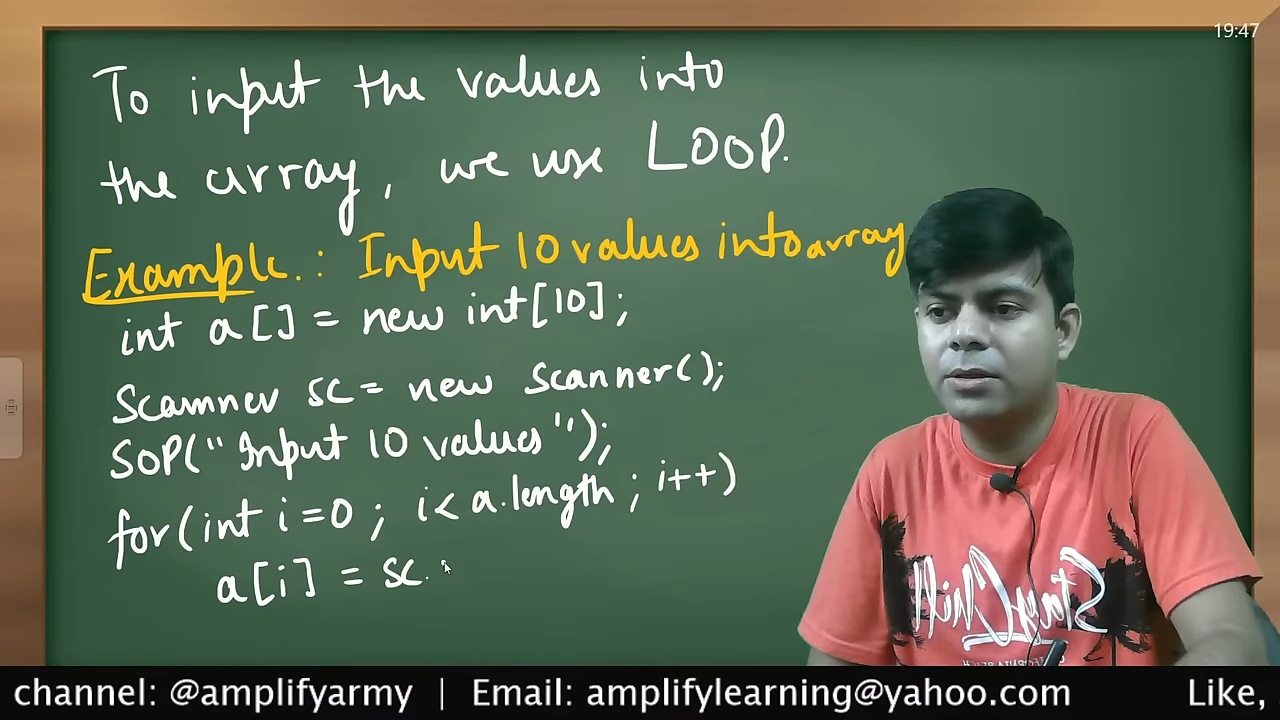 19:47
To input the values into
the array, we use LOOP.
Example.: Input 10 values into array
int a[] = new int[10];
Scanner sc = new Scanner();
SOP("Input 10 values");
for(int i=0 ; i< a.length ; i++)
a[i] = sc.
Stay Chill
channel: @amplifyarmy | Email: amplifylearning@yahoo.com Like,